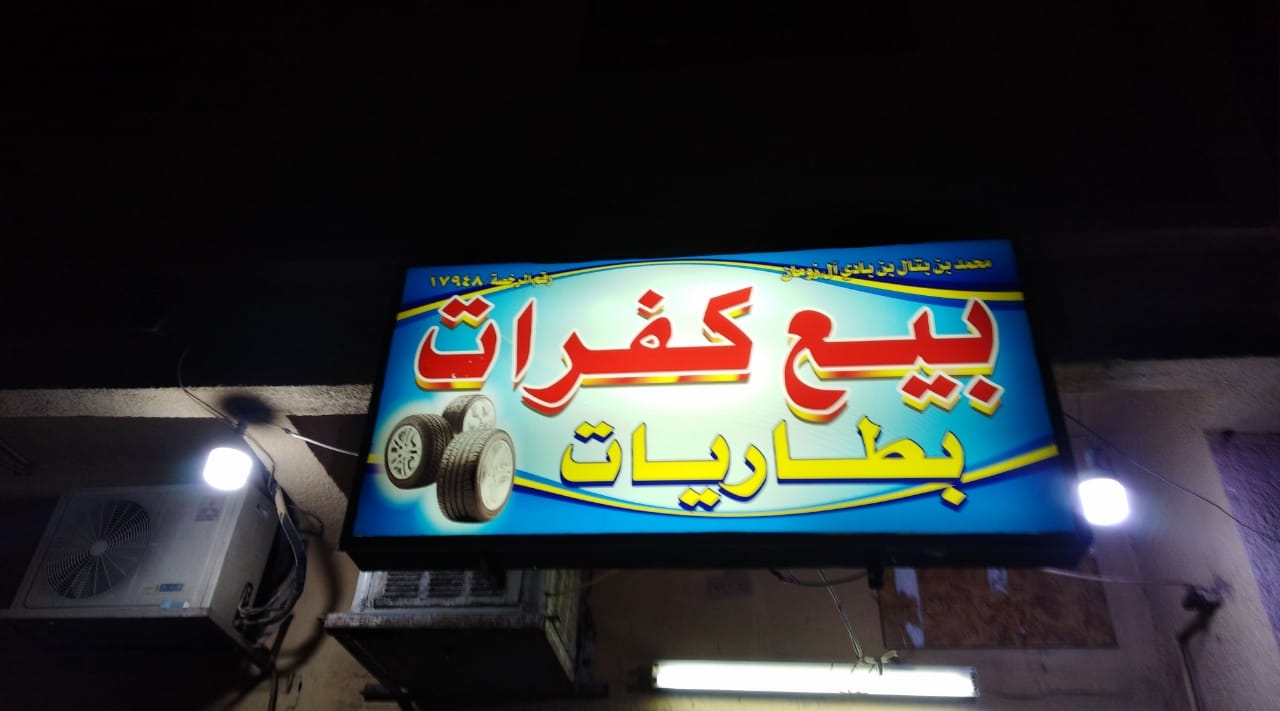 محمد بن بتال بن بادي آل زومان
رقم الرخصة ١٧٩٤٨
بيع كفرات
بطاريات